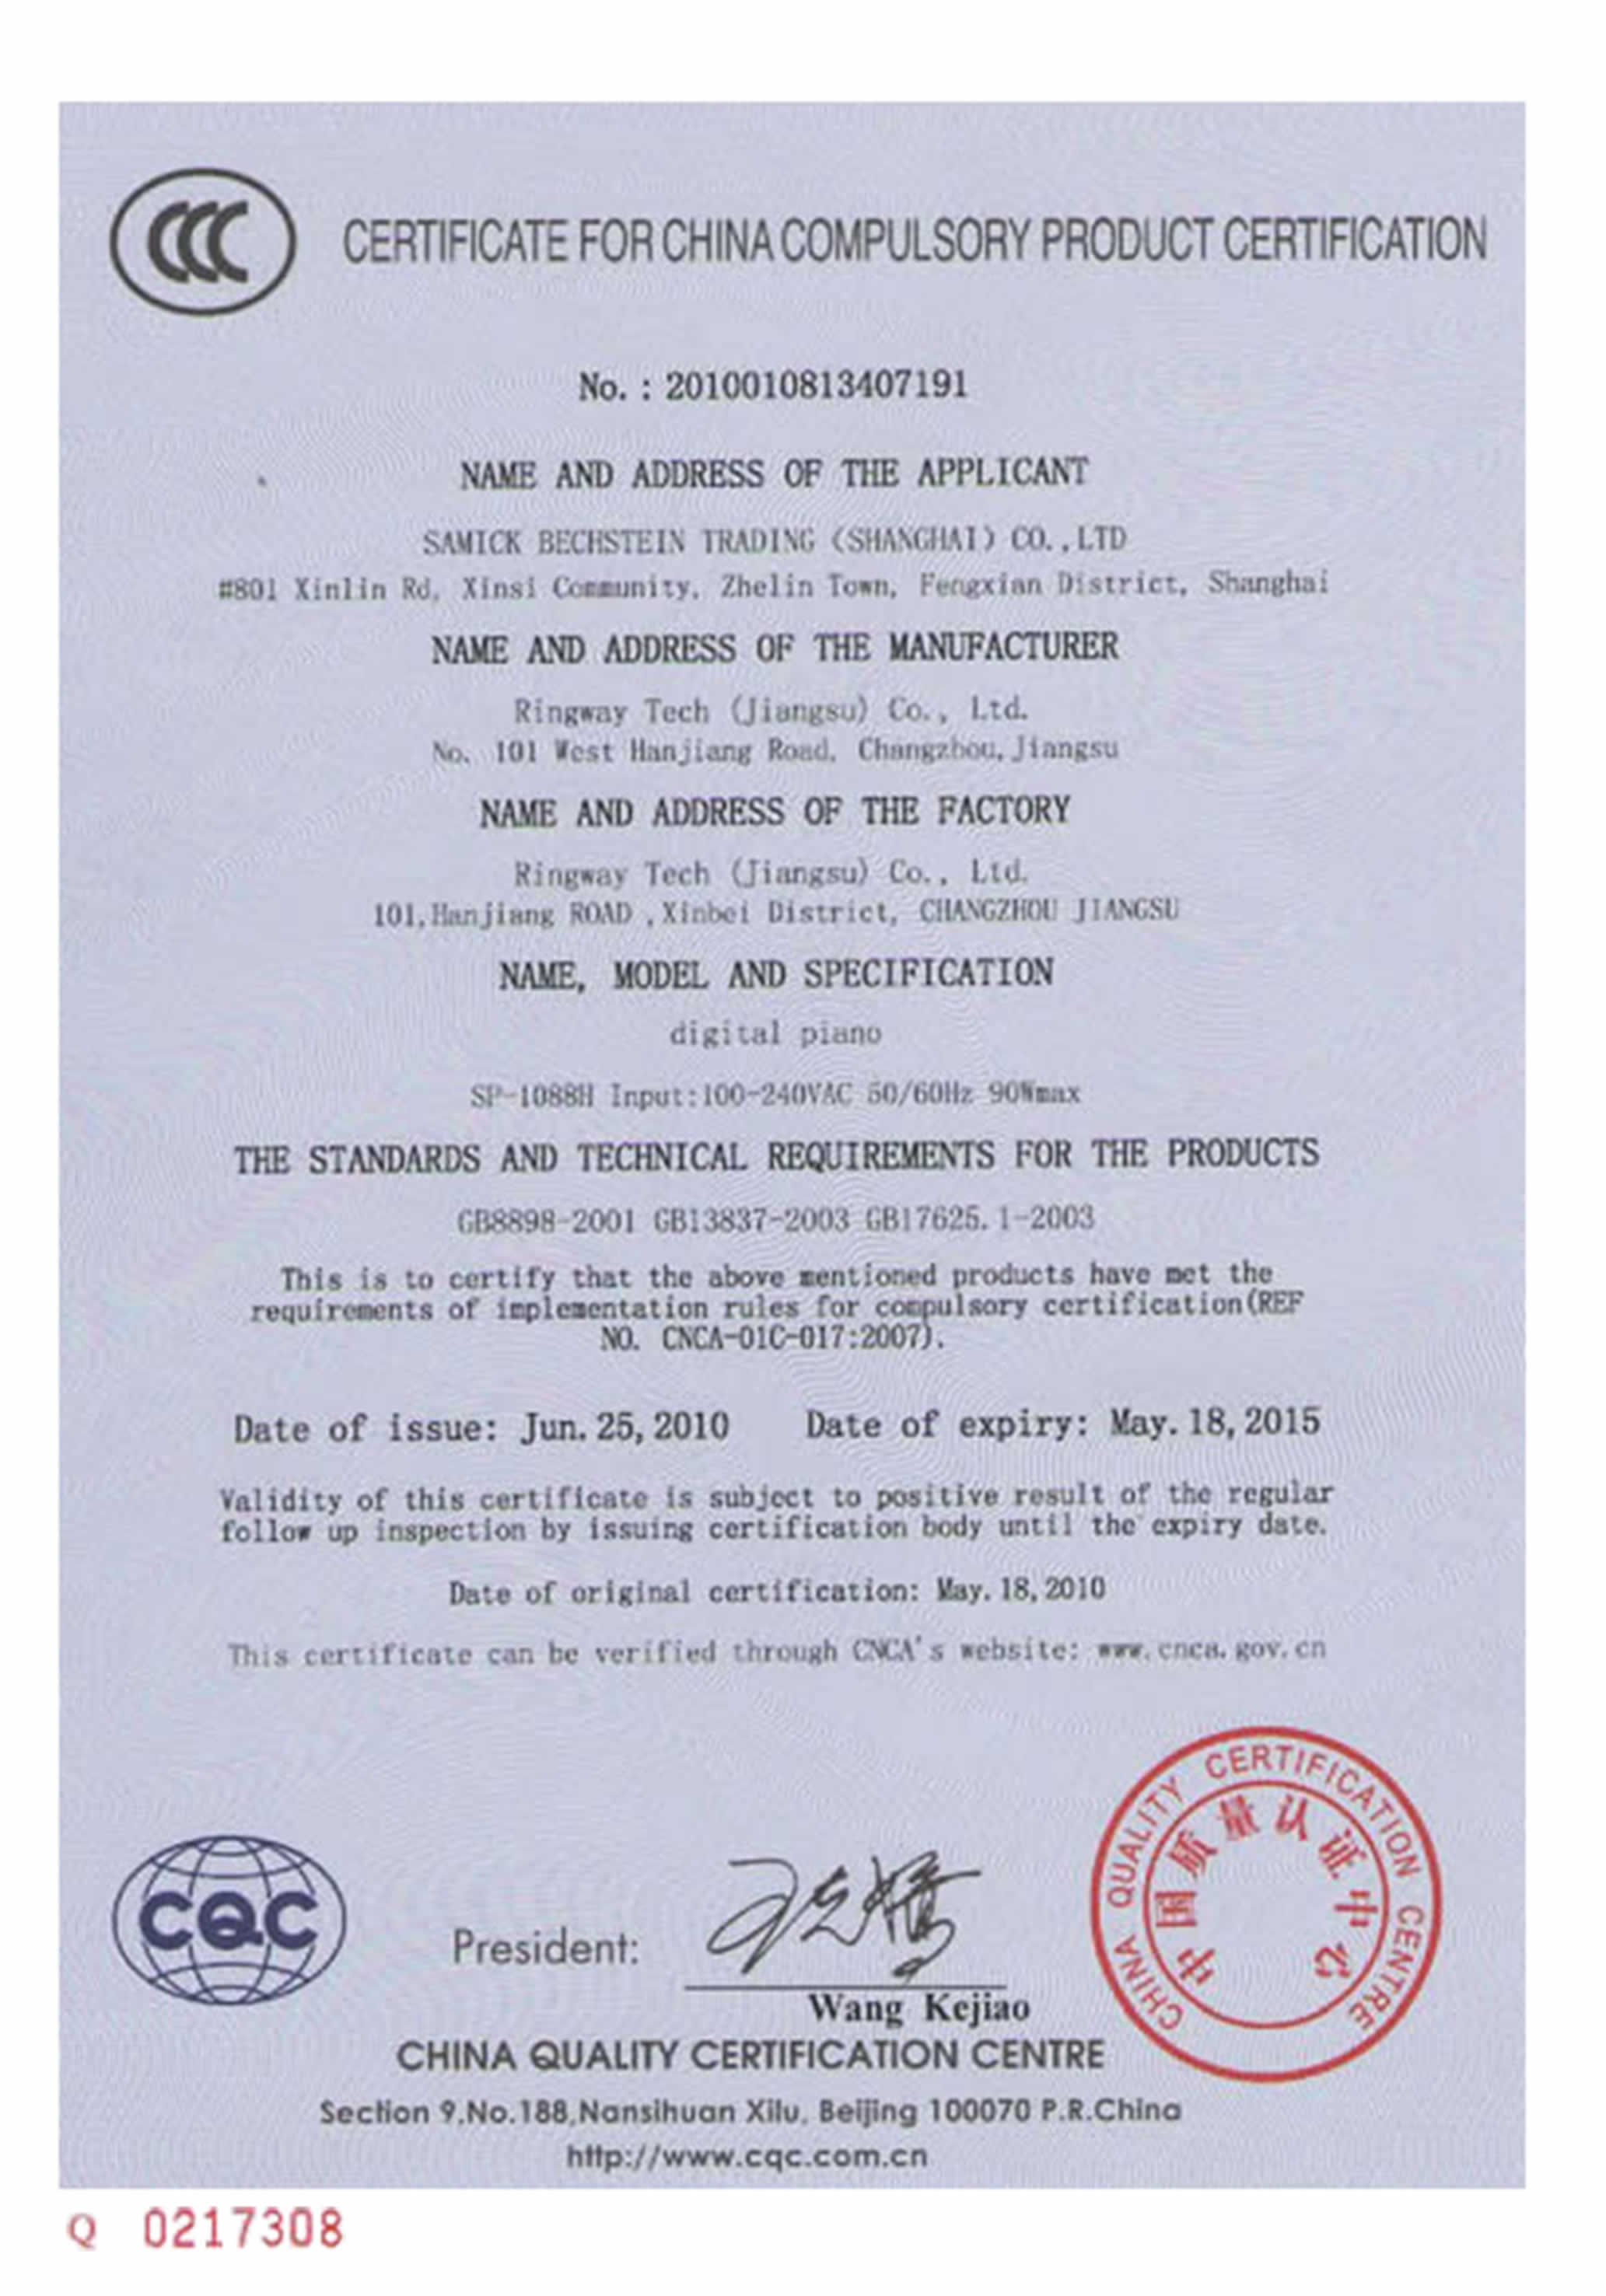 CCC
CERTIFICATE FOR CHINA COMPULSORY PRODUCT CERTIFICATION
No. : 2010010813407191
NAME AND ADDRESS OF THE APPLICANT
SAMICK BECHSTEIN TRADING (SHANGHAI) CO.,LTD
#801 Xinlin Rd, Xinsi Community, Zhelin Town, Fengxian District, Shanghai
NAME AND ADDRESS OF THE MANUFACTURER
Ringway Tech (Jiangsu) Co., Ltd.
No. 101 West Hanjiang Road, Changzhou,Jiangsu
NAME AND ADDRESS OF THE FACTORY
Ringway Tech (Jiangsu) Co., Ltd.
101,Hanjiang ROAD ,Xinbei District, CHANGZHOU JIANGSU
NAME, MODEL AND SPECIFICATION
digital piano
SP-1088H Input:100-240VAC 50/60Hz 90Wmax
THE STANDARDS AND TECHNICAL REQUIREMENTS FOR THE PRODUCTS
GB8898-2001 GB13837-2003 GB17625.1-2003
This is to certify that the above mentioned products have met the
requirements of implementation rules for compulsory certification(REF
NO. CNCA-01C-017:2007).
Date of issue: Jun.25,2010 Date of expiry: May.18,2015
Validity of this certificate is subject to positive result of the regular
follow up inspection by issuing certification body until the expiry date.
Date of original certification: May.18,2010
This certificate can be verified through CNCA's website: www.cnca.gov.cn
CHINA QUALITY CERTIFICATION CENTRE
中国质量认证中心
CQC
President: 王克娇
Wang Kejiao
CHINA QUALITY CERTIFICATION CENTRE
Section 9.No.188,Nansihuan Xilu, Beijing 100070 P.R.China
http://www.cqc.com.cn
Q 0217308